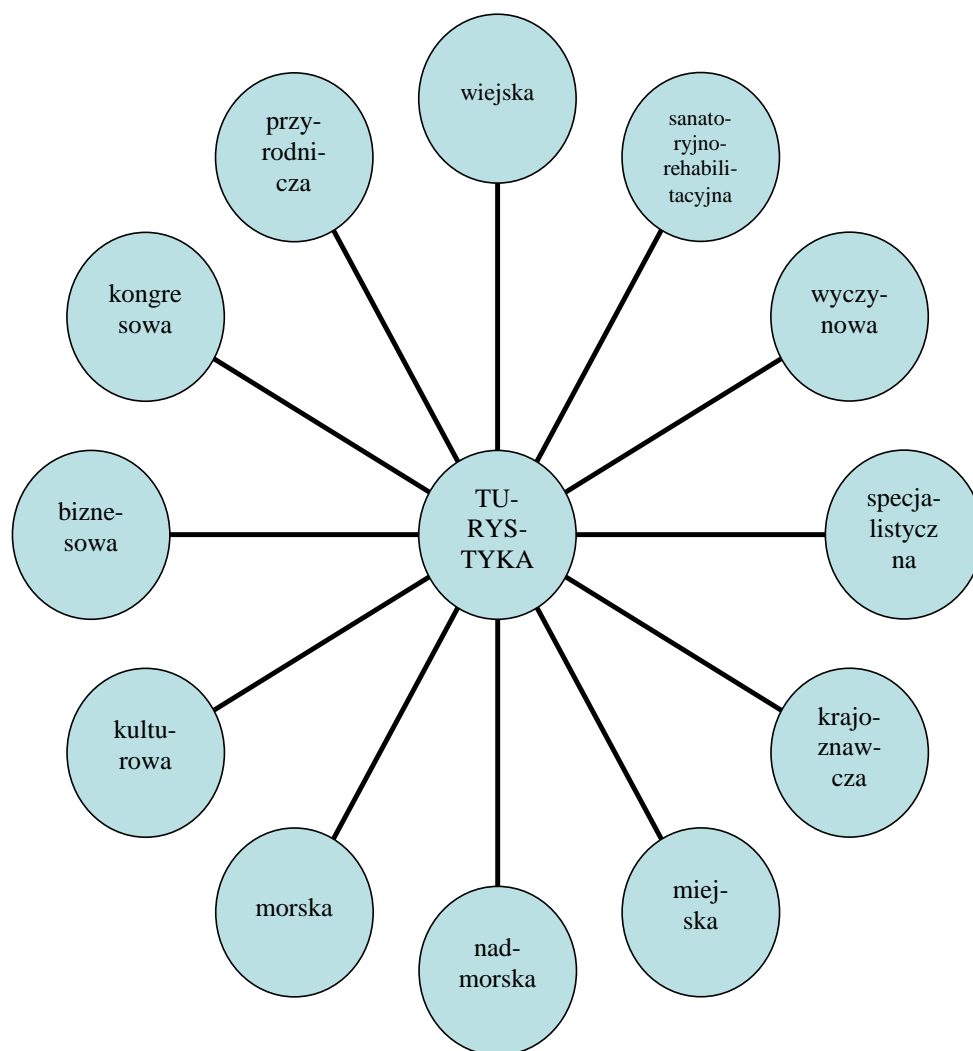 wiejska
sanato-
ryjno-
rehabili-
tacyjna
wyczy-
nowa
specja-
listycz
na
krajo-
znaw-
cza
miej-
ska
nad-
morska
morska
kultu-
rowa
bizne-
sowa
kongre
sowa
przy-
rodni-
cza
TU-
RYS-
TYKA